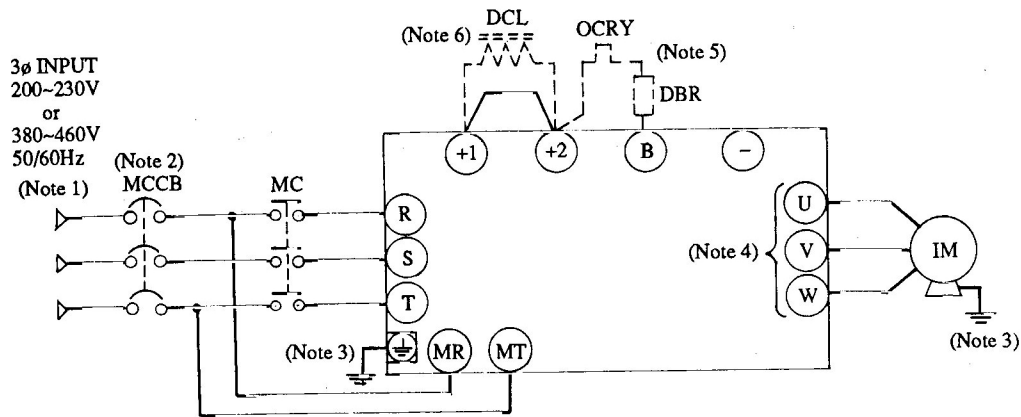 DCL
(Note 6)
OCRY
(Note 5)
DBR
3ø INPUT
200~230V
or
380~460V
50/60Hz
(Note 1)
(Note 2)
MCCB
MC
+1
+2
B
−
R
S
T
U
V
W
(Note 4)
IM
(Note 3)
(Note 3)
MR
MT